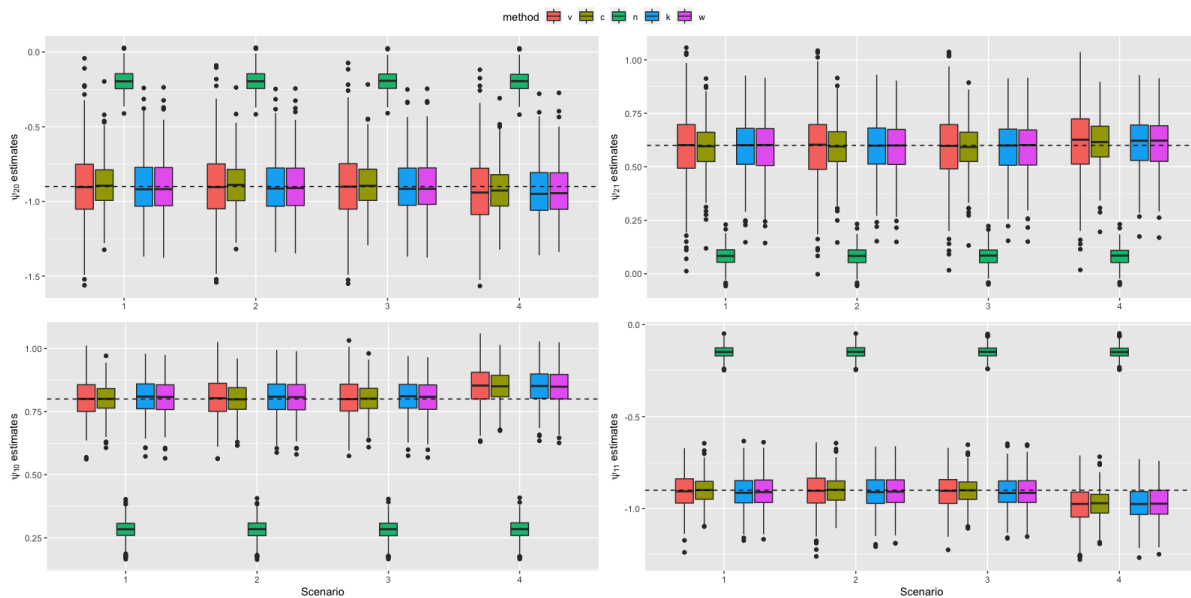 method v c n k w
ψ20 estimates
0.0
-0.5
-1.0
-1.5
1 2 3 4
ψ21 estimates
1.00
0.75
0.50
0.25
0.00
1 2 3 4
ψ10 estimates
1.00
0.75
0.50
0.25
1 2 3 4
Scenario
ψ11 estimates
0.0
-0.5
-1.0
1 2 3 4
Scenario